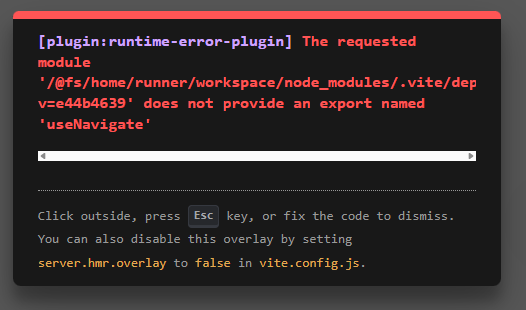 [plugin:runtime-error-plugin] The requested
module
'/@fs/home/runner/workspace/node_modules/.vite/dep
v=e44b4639' does not provide an export named
'useNavigate'
Click outside, press Esc key, or fix the code to dismiss.
You can also disable this overlay by setting
server.hmr.overlay to false in vite.config.js.